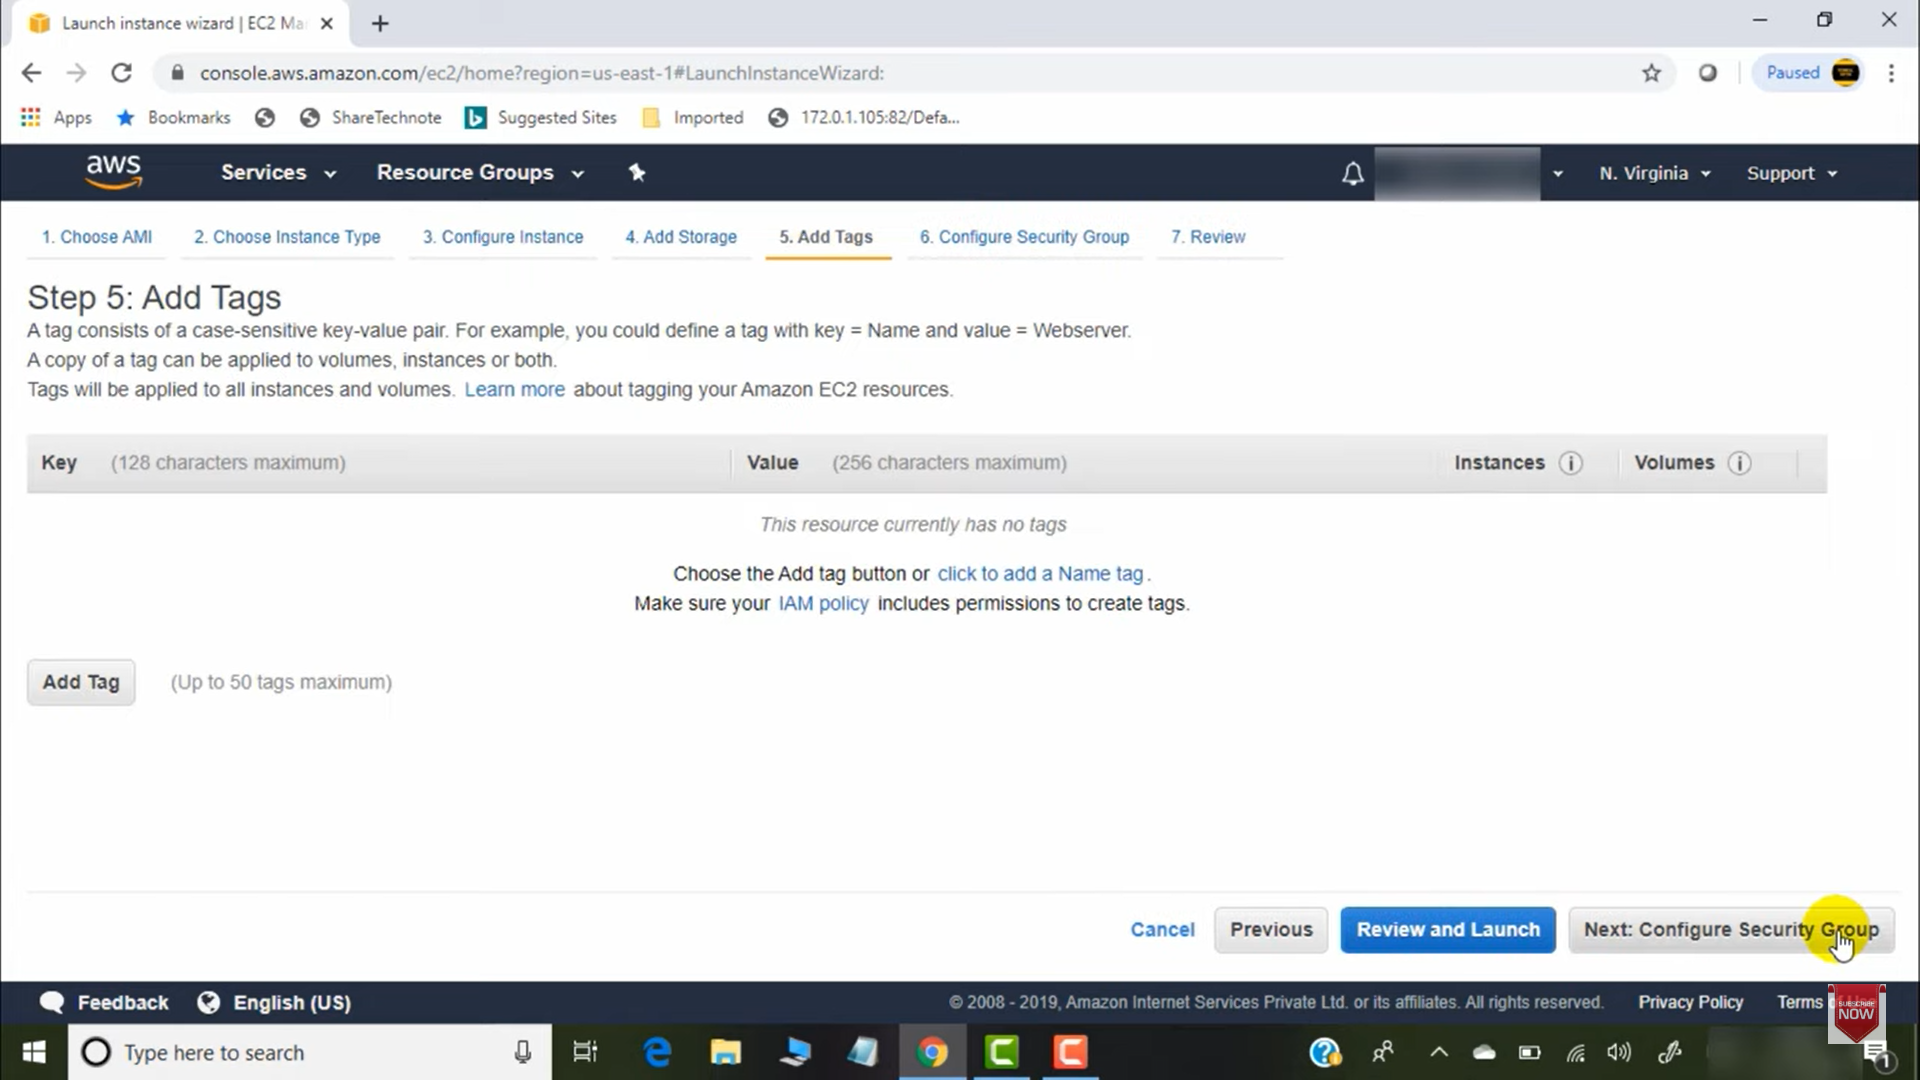 Launch instance wizard | EC2 Ma
console.aws.amazon.com/ec2/home?region=us-east-1#LaunchInstanceWizard:
Paused
Apps
Bookmarks
ShareTechnote
Suggested Sites
Imported
172.0.1.105:82/Defa...
aws
Services
Resource Groups
N. Virginia
Support
1. Choose AMI
2. Choose Instance Type
3. Configure Instance
4. Add Storage
5. Add Tags
6. Configure Security Group
7. Review
Step 5: Add Tags
A tag consists of a case-sensitive key-value pair. For example, you could define a tag with key = Name and value = Webserver.
A copy of a tag can be applied to volumes, instances or both.
Tags will be applied to all instances and volumes. Learn more about tagging your Amazon EC2 resources.
Key (128 characters maximum)
Value (256 characters maximum)
Instances
Volumes
This resource currently has no tags
Choose the Add tag button or click to add a Name tag.
Make sure your IAM policy includes permissions to create tags.
Add Tag
(Up to 50 tags maximum)
Cancel
Previous
Review and Launch
Next: Configure Security Group
Feedback
English (US)
© 2008 - 2019, Amazon Internet Services Private Ltd. or its affiliates. All rights reserved.
Privacy Policy
Terms
SUBSCRIBE
NOW
Type here to search
1